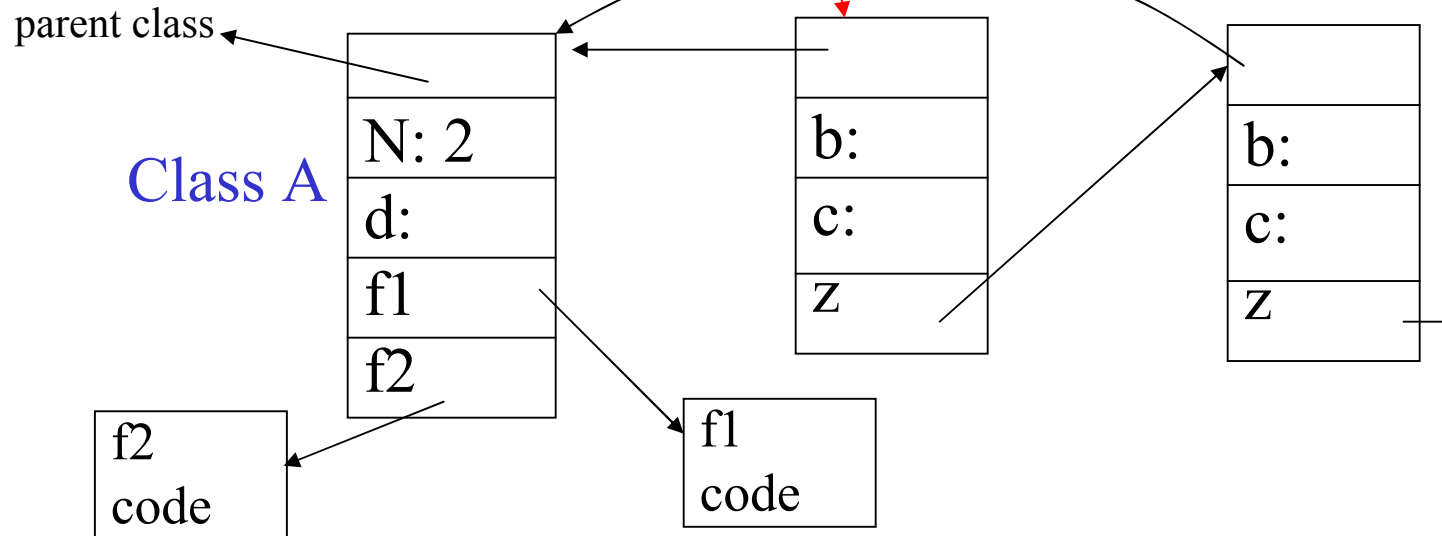 parent class
Class A
N: 2
d:
f1
f2
f2
code
f1
code
b:
c:
z
b:
c:
z